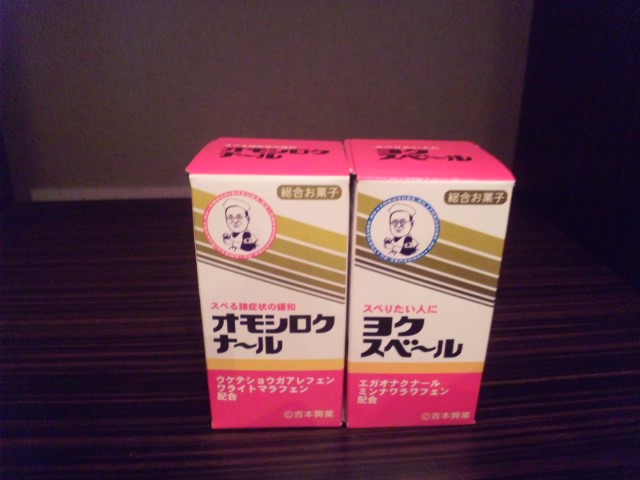 オモシロク
ナ〜ル
総合お菓子
スベる諸症状の緩和
オモシロク
ナ〜ル
ウケテショウガアレフェン
ワライトマラフェン
配合
©吉本興業
ヨク
スベ〜ル
総合お菓子
スベりたい人に
ヨク
スベ〜ル
エガオナクナール
ミンナワラワフェン
配合
©吉本興業